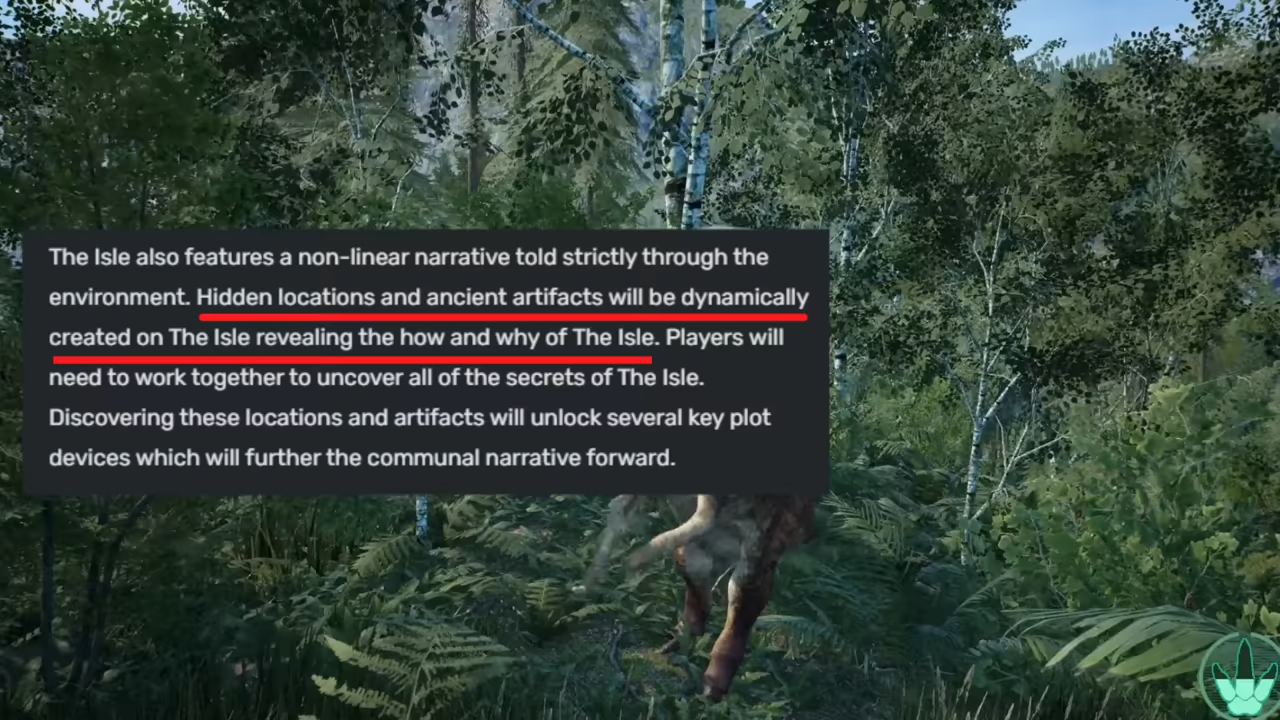 The Isle also features a non-linear narrative told strictly through the
environment. Hidden locations and ancient artifacts will be dynamically
created on The Isle revealing the how and why of The Isle. Players will
need to work together to uncover all of the secrets of The Isle.
Discovering these locations and artifacts will unlock several key plot
devices which will further the communal narrative forward.